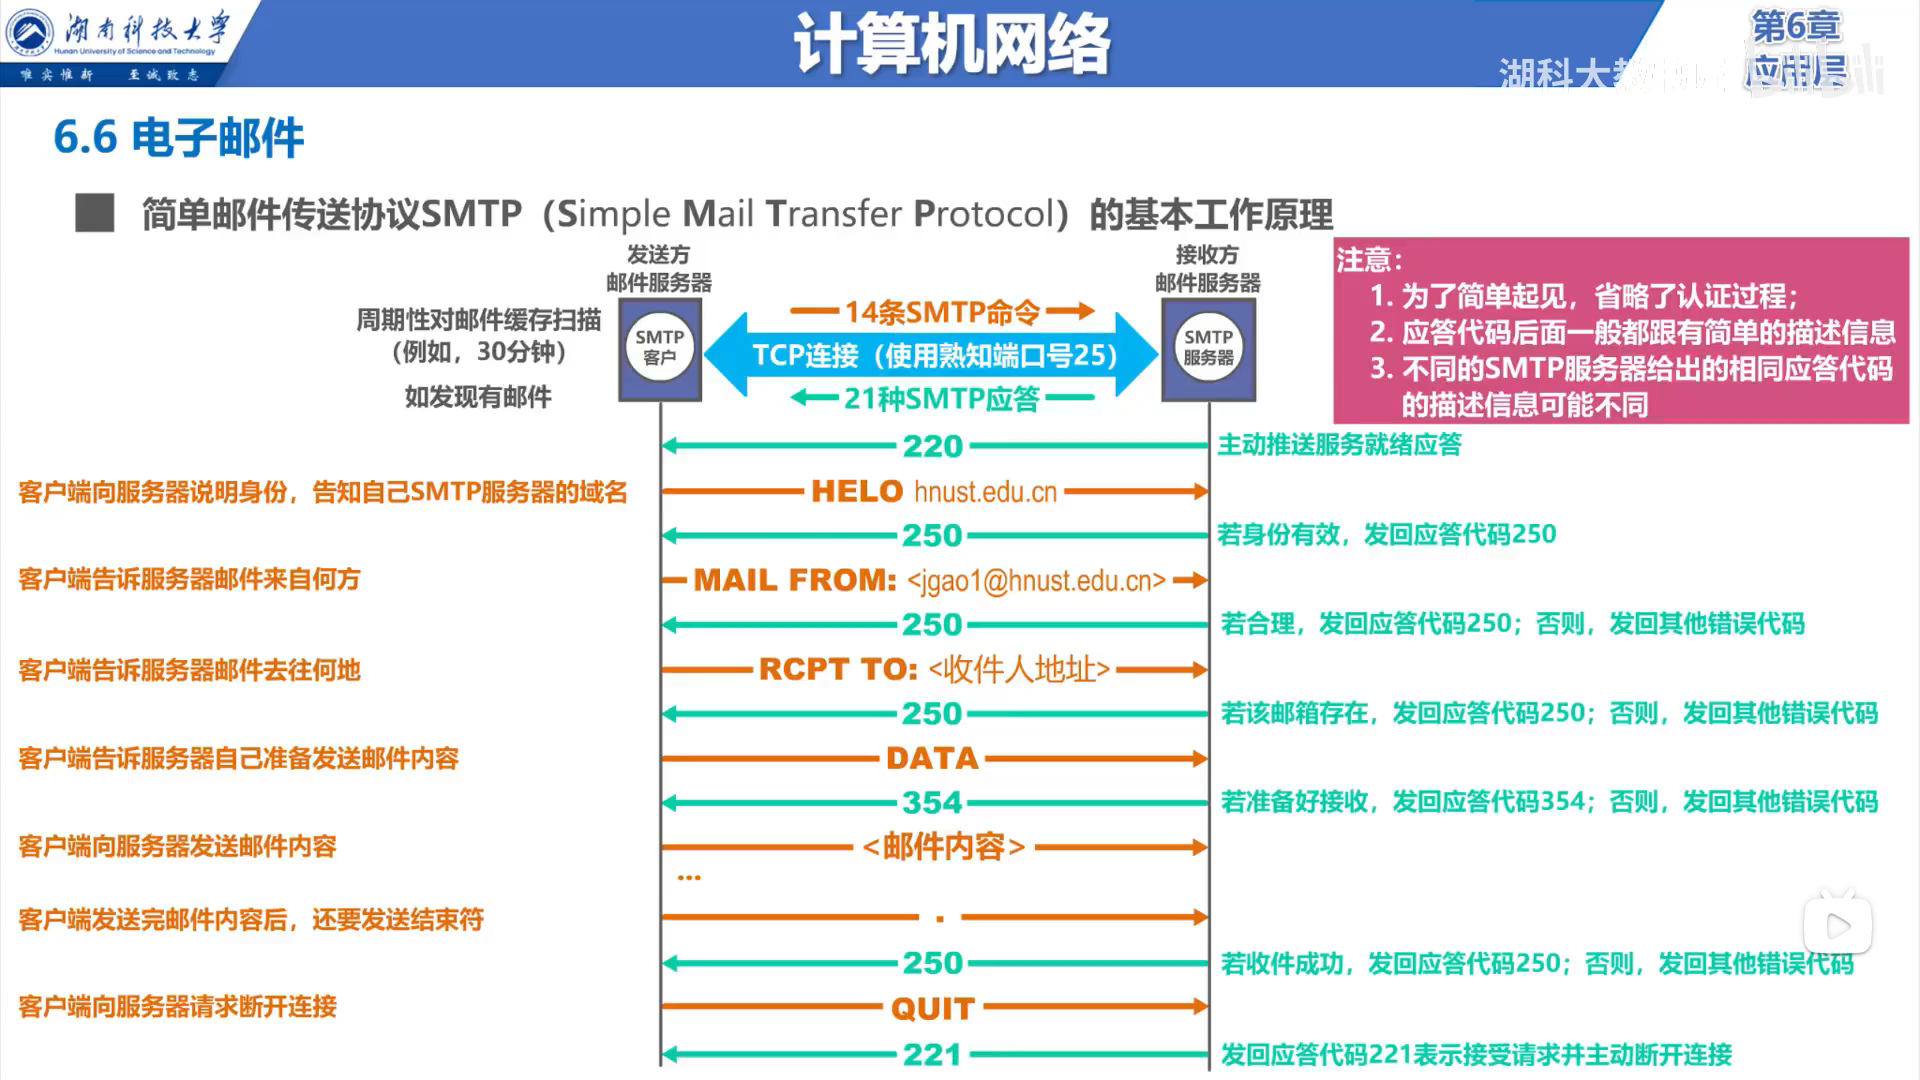 湖南科技大学
Hunan University of Science and Technology
唯实惟新 至诚致志
计算机网络
第6章
应用层
湖科大教
6.6 电子邮件
简单邮件传送协议SMTP（Simple Mail Transfer Protocol）的基本工作原理
发送方
邮件服务器
接收方
邮件服务器
周期性对邮件缓存扫描
（例如，30分钟）
如发现有邮件
SMTP
客户
14条SMTP命令
TCP连接（使用熟知端口号25）
21种SMTP应答
SMTP
服务器
注意：
1. 为了简单起见，省略了认证过程；
2. 应答代码后面一般都跟有简单的描述信息
3. 不同的SMTP服务器给出的相同应答代码
的描述信息可能不同
220 主动推送服务就绪应答
客户端向服务器说明身份，告知自己SMTP服务器的域名 HELO hnust.edu.cn
250 若身份有效，发回应答代码250
客户端告诉服务器邮件来自何方 MAIL FROM: <jgao1@hnust.edu.cn>
250 若合理，发回应答代码250；否则，发回其他错误代码
客户端告诉服务器邮件去往何地 RCPT TO: <收件人地址>
250 若该邮箱存在，发回应答代码250；否则，发回其他错误代码
客户端告诉服务器自己准备发送邮件内容 DATA
354 若准备好接收，发回应答代码354；否则，发回其他错误代码
客户端向服务器发送邮件内容 <邮件内容>
...
客户端发送完邮件内容后，还要发送结束符 .
250 若收件成功，发回应答代码250；否则，发回其他错误代码
客户端向服务器请求断开连接 QUIT
221 发回应答代码221表示接受请求并主动断开连接